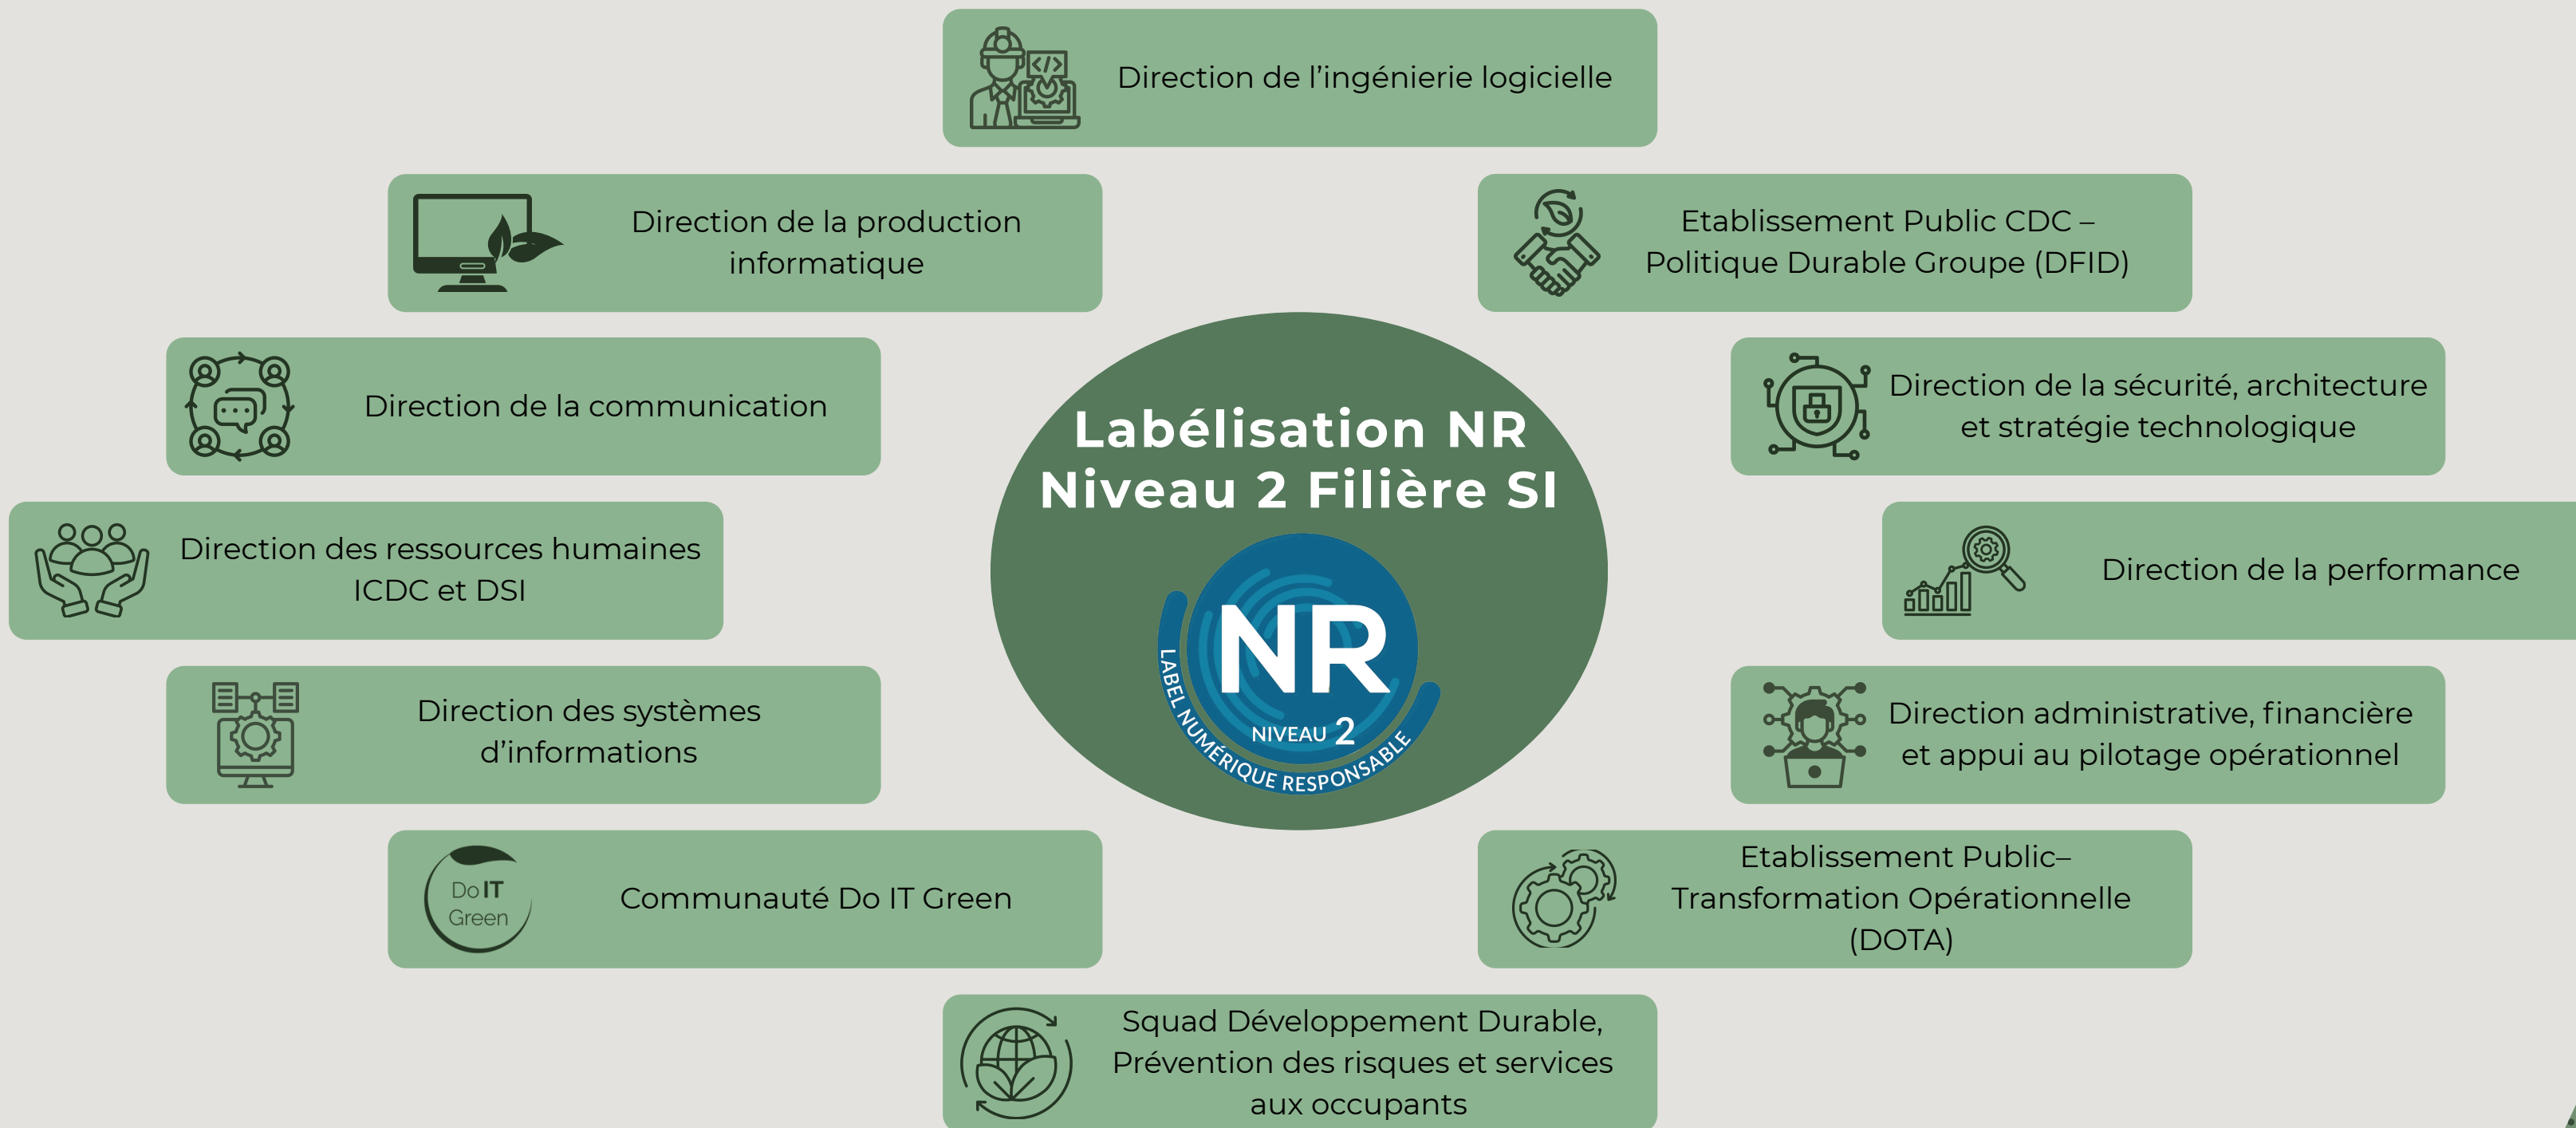 Direction de l’ingénierie logicielle
Direction de la production
informatique
Etablissement Public CDC –
Politique Durable Groupe (DFID)
Direction de la communication
Direction de la sécurité, architecture
et stratégie technologique
Labélisation NR
Niveau 2 Filière SI
Direction des ressources humaines
ICDC et DSI
Direction de la performance
NR
NIVEAU 2
LABEL NUMÉRIQUE RESPONSABLE
Direction des systèmes
d’informations
Direction administrative, financière
et appui au pilotage opérationnel
Do IT
Green
Communauté Do IT Green
Etablissement Public–
Transformation Opérationnelle
(DOTA)
Squad Développement Durable,
Prévention des risques et services
aux occupants